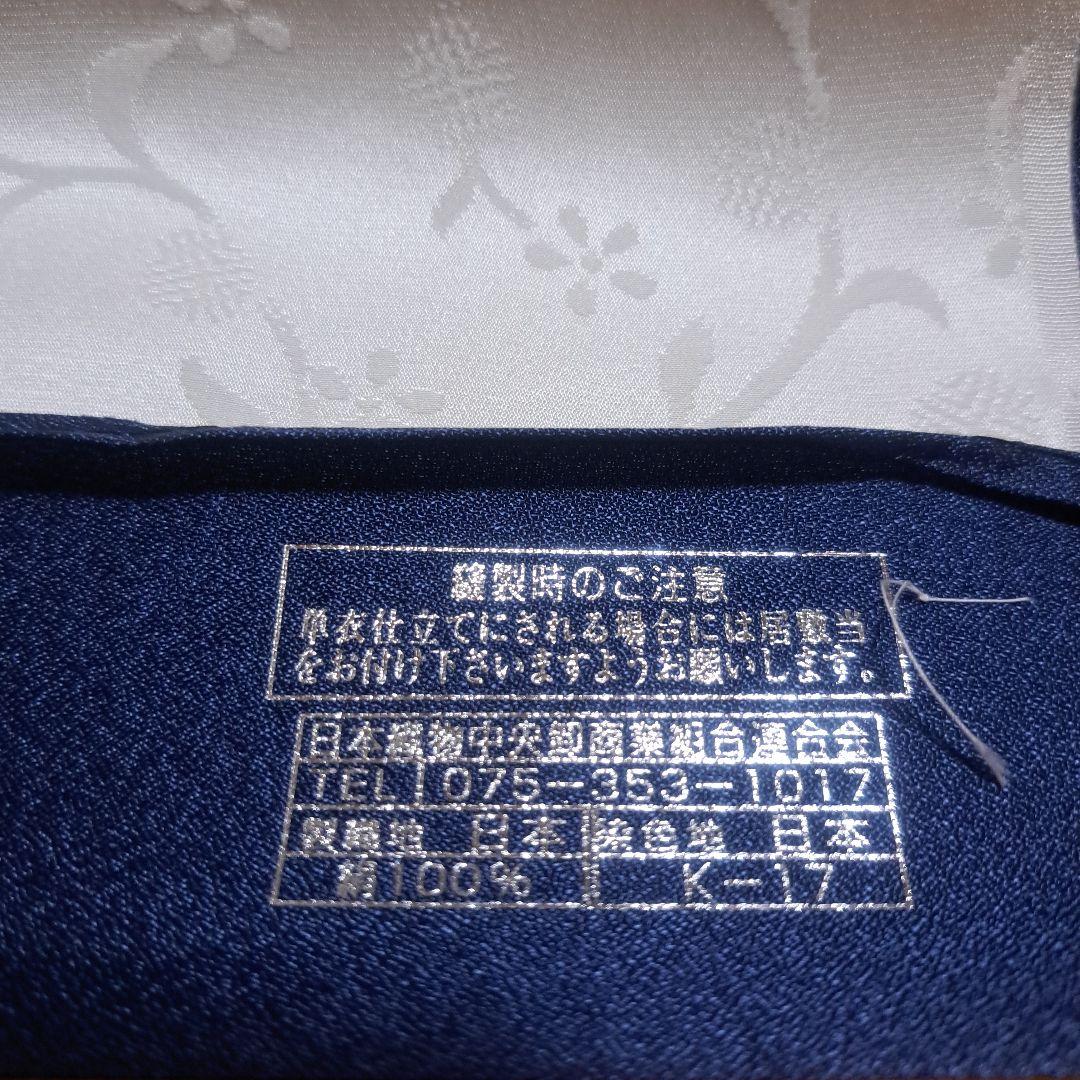 縫製時のご注意
単衣仕立てにされる場合には居敷当
をお付け下さいますようお願いします。
日本織物中央卸商業組合連合会
TEL 075-353-1017
製織地 日本 染色地 日本
絹100% K-17